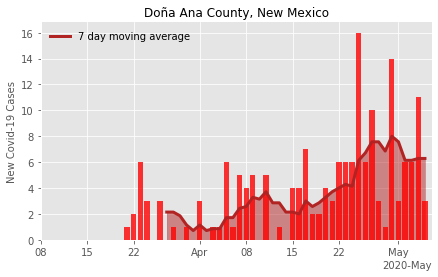 Doña Ana County, New Mexico
7 day moving average
New Covid-19 Cases
16
14
12
10
8
6
4
2
0
08 15 22 Apr 08 15 22 May
2020-May